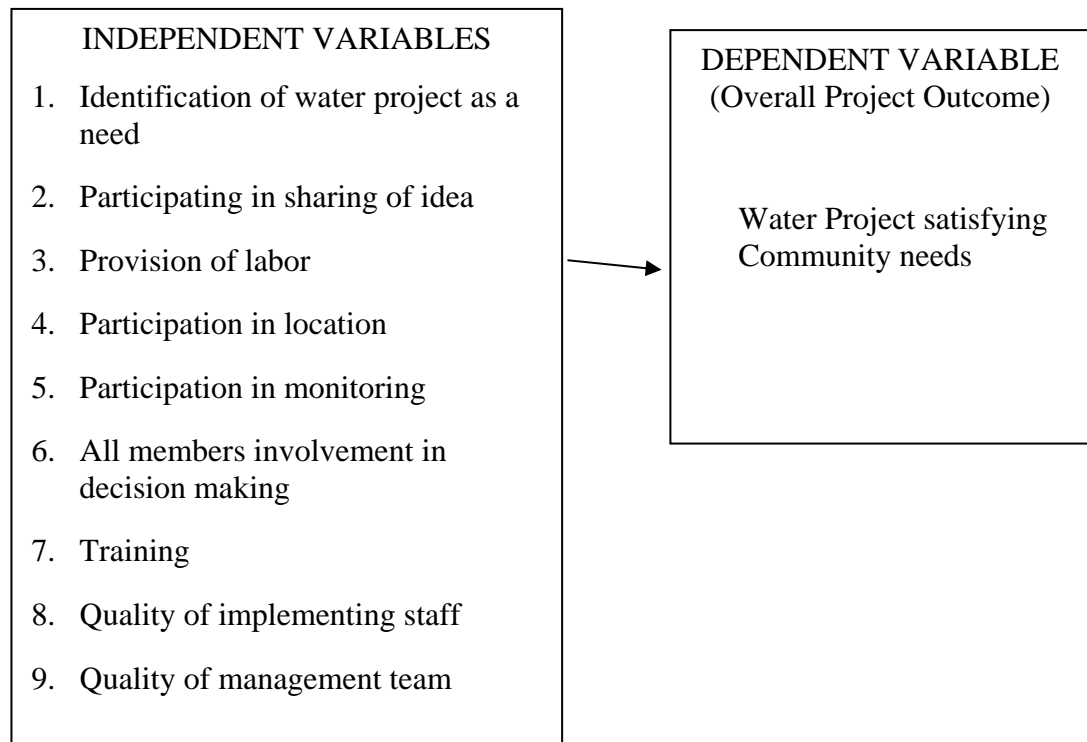 INDEPENDENT VARIABLES
1. Identification of water project as a
need
2. Participating in sharing of idea
3. Provision of labor
4. Participation in location
5. Participation in monitoring
6. All members involvement in
decision making
7. Training
8. Quality of implementing staff
9. Quality of management team
DEPENDENT VARIABLE
(Overall Project Outcome)
Water Project satisfying
Community needs